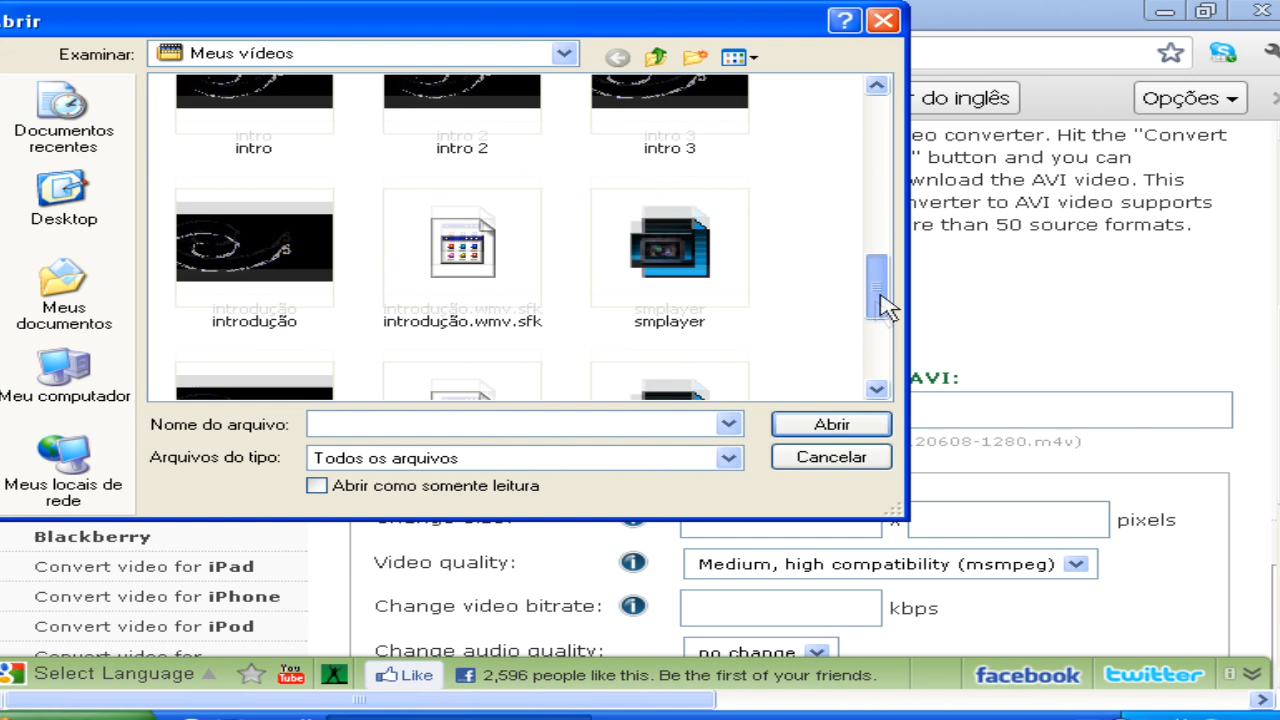 brir
Examinar:
Meus vídeos
Documentos
recentes
Desktop
Meus
documentos
Meu computador
Meus locais de
rede
intro
intro 2
intro 3
introdução
introdução.wmv.sfk
smplayer
Nome do arquivo:
Abrir
Arquivos do tipo:
Todos os arquivos
Cancelar
Abrir como somente leitura
do inglês
Opções
eo converter. Hit the "Convert
" button and you can
wnload the AVI video. This
nverter to AVI video supports
re than 50 source formats.
AVI:
20608-1280.m4v)
x
pixels
Blackberry
Convert video for iPad
Convert video for iPhone
Convert video for iPod
Convert video for
Video quality:
Medium, high compatibility (msmpeg)
Change video bitrate:
kbps
Change audio quality:
no change
Select Language
You
Tube
Like
2,596 people like this. Be the first of your friends.
facebook
twitter